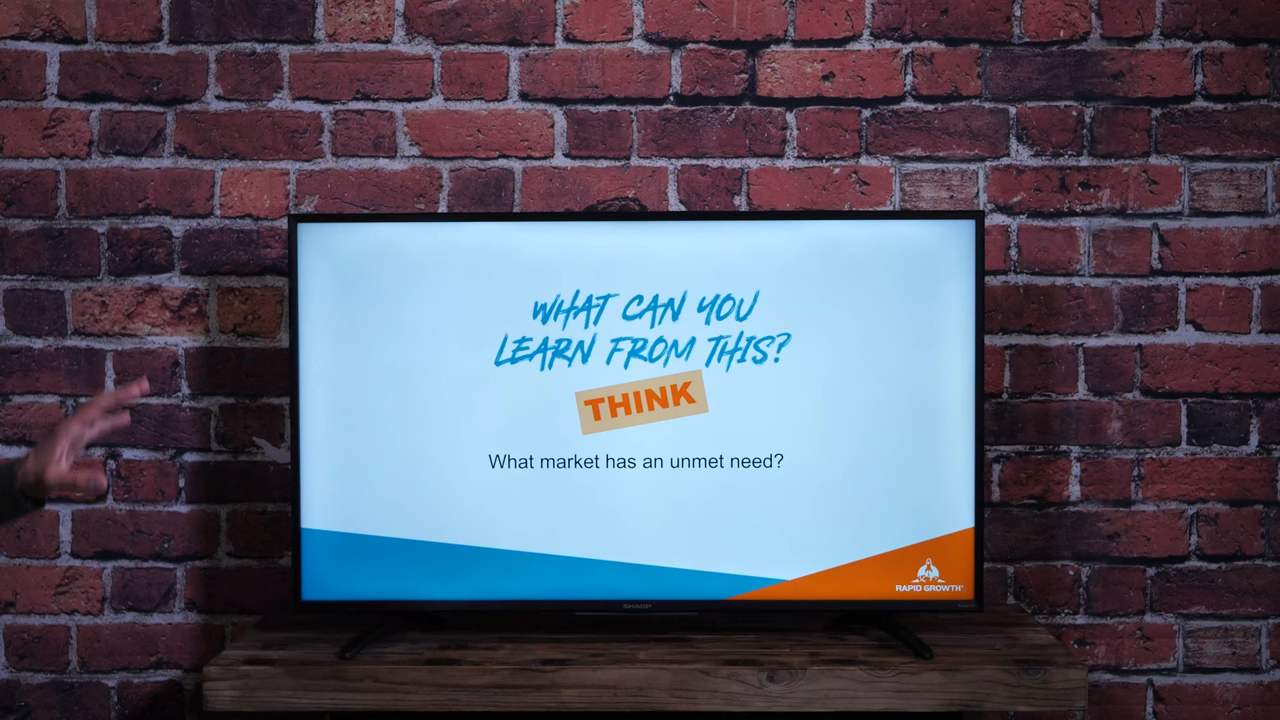 WHAT CAN YOU
LEARN FROM THIS?
THINK
What market has an unmet need?
RAPID GROWTH
SHARP